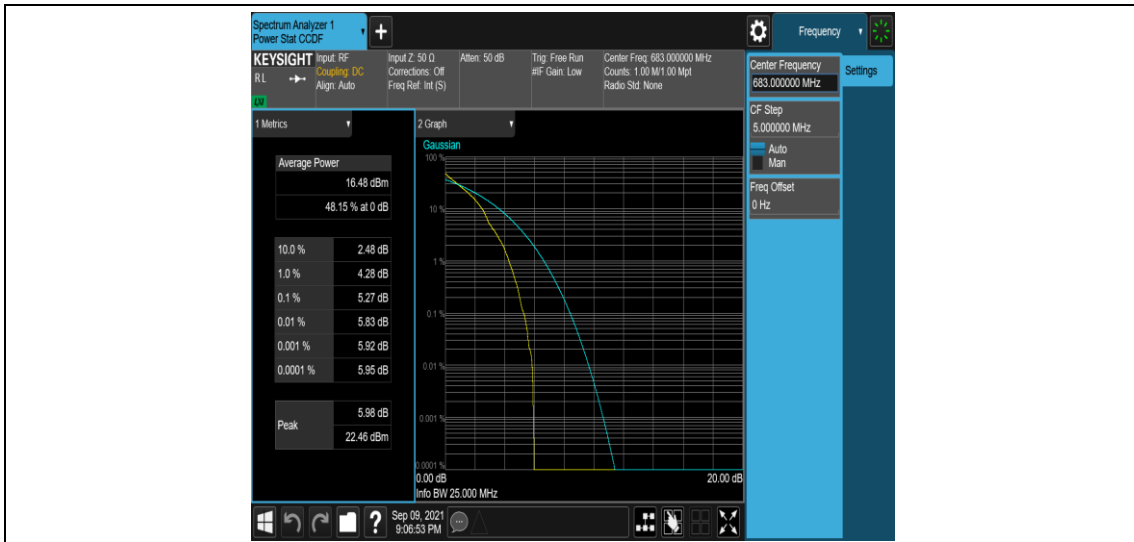 Spectrum Analyzer 1
Power Stat CCDF
Frequency
KEYSIGHT
RL
LXI
Input: RF
Coupling: DC
Align: Auto
Input Z: 50 Ω
Corrections: Off
Freq Ref: Int (S)
Atten: 50 dB
Trig: Free Run
#IF Gain: Low
Center Freq: 683.000000 MHz
Counts: 1.00 M/1.00 Mpt
Radio Std: None
Center Frequency
683.000000 MHz
Settings
CF Step
5.000000 MHz
Auto
Man
Freq Offset
0 Hz
1 Metrics
Average Power
16.48 dBm
48.15 % at 0 dB
10.0 % 2.48 dB
1.0 % 4.28 dB
0.1 % 5.27 dB
0.01 % 5.83 dB
0.001 % 5.92 dB
0.0001 % 5.95 dB
Peak
5.98 dB
22.46 dBm
2 Graph
Gaussian
100 %
10 %
1 %
0.1 %
0.01 %
0.001 %
0.0001 %
0.00 dB 20.00 dB
Info BW 25.000 MHz
Sep 09, 2021
9:06:53 PM